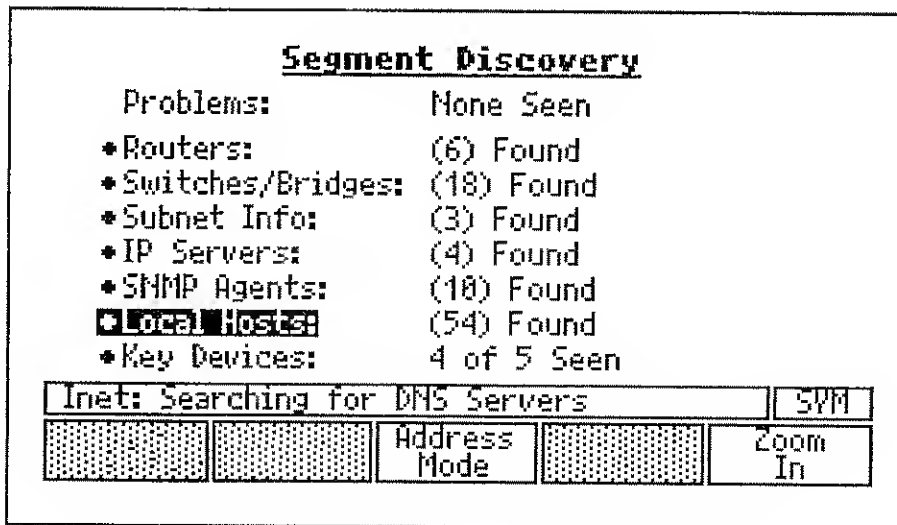 Segment Discovery
Problems: None Seen
•Routers: (6) Found
•Switches/Bridges: (18) Found
•Subnet Info: (3) Found
•IP Servers: (4) Found
•SNMP Agents: (10) Found
•Local Hosts: (54) Found
•Key Devices: 4 of 5 Seen
Inet: Searching for DNS Servers SYM
Address Mode Zoom In